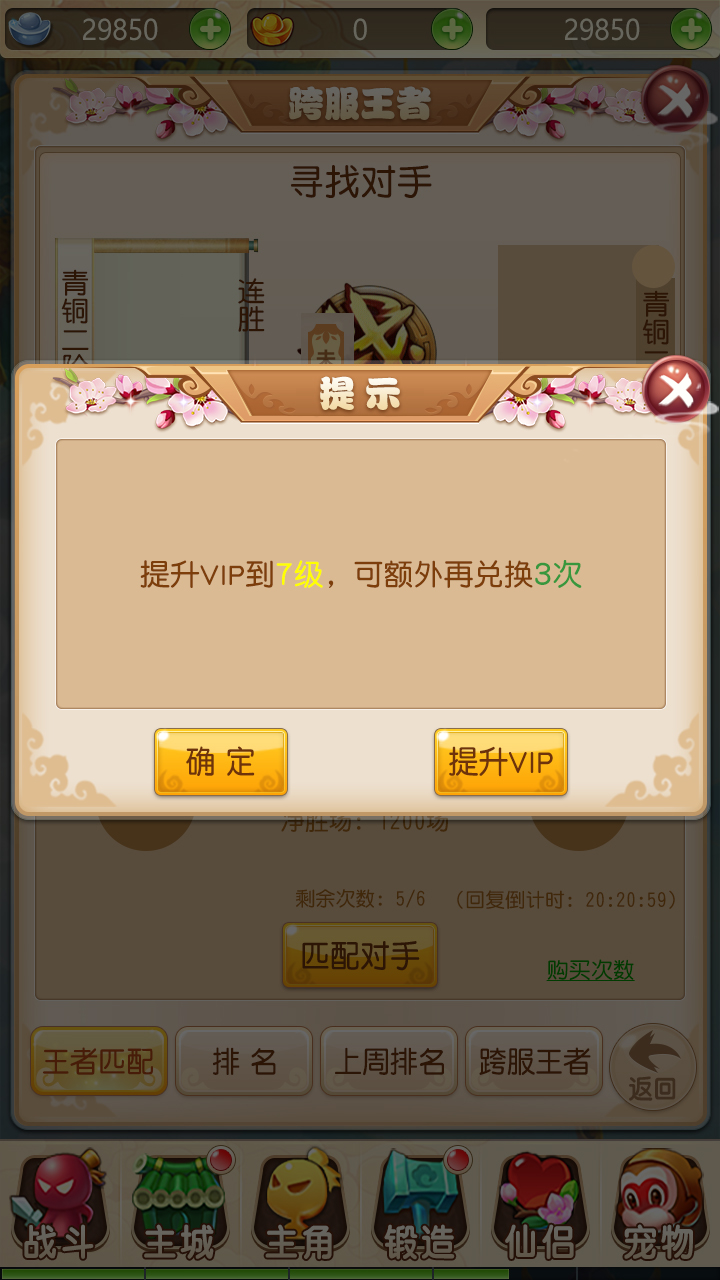 29850 0 29850
跨服王者
寻找对手
青铜二阶
连胜
未
青铜二
提示
提升VIP到7级，可额外再兑换3次
确定 提升VIP
净胜场：1200场
剩余次数：5/6 （回复倒计时：20:20:59）
匹配对手
购买次数
王者匹配 排名 上周排名 跨服王者 返回
战斗 主城 主角 锻造 仙侣 宠物